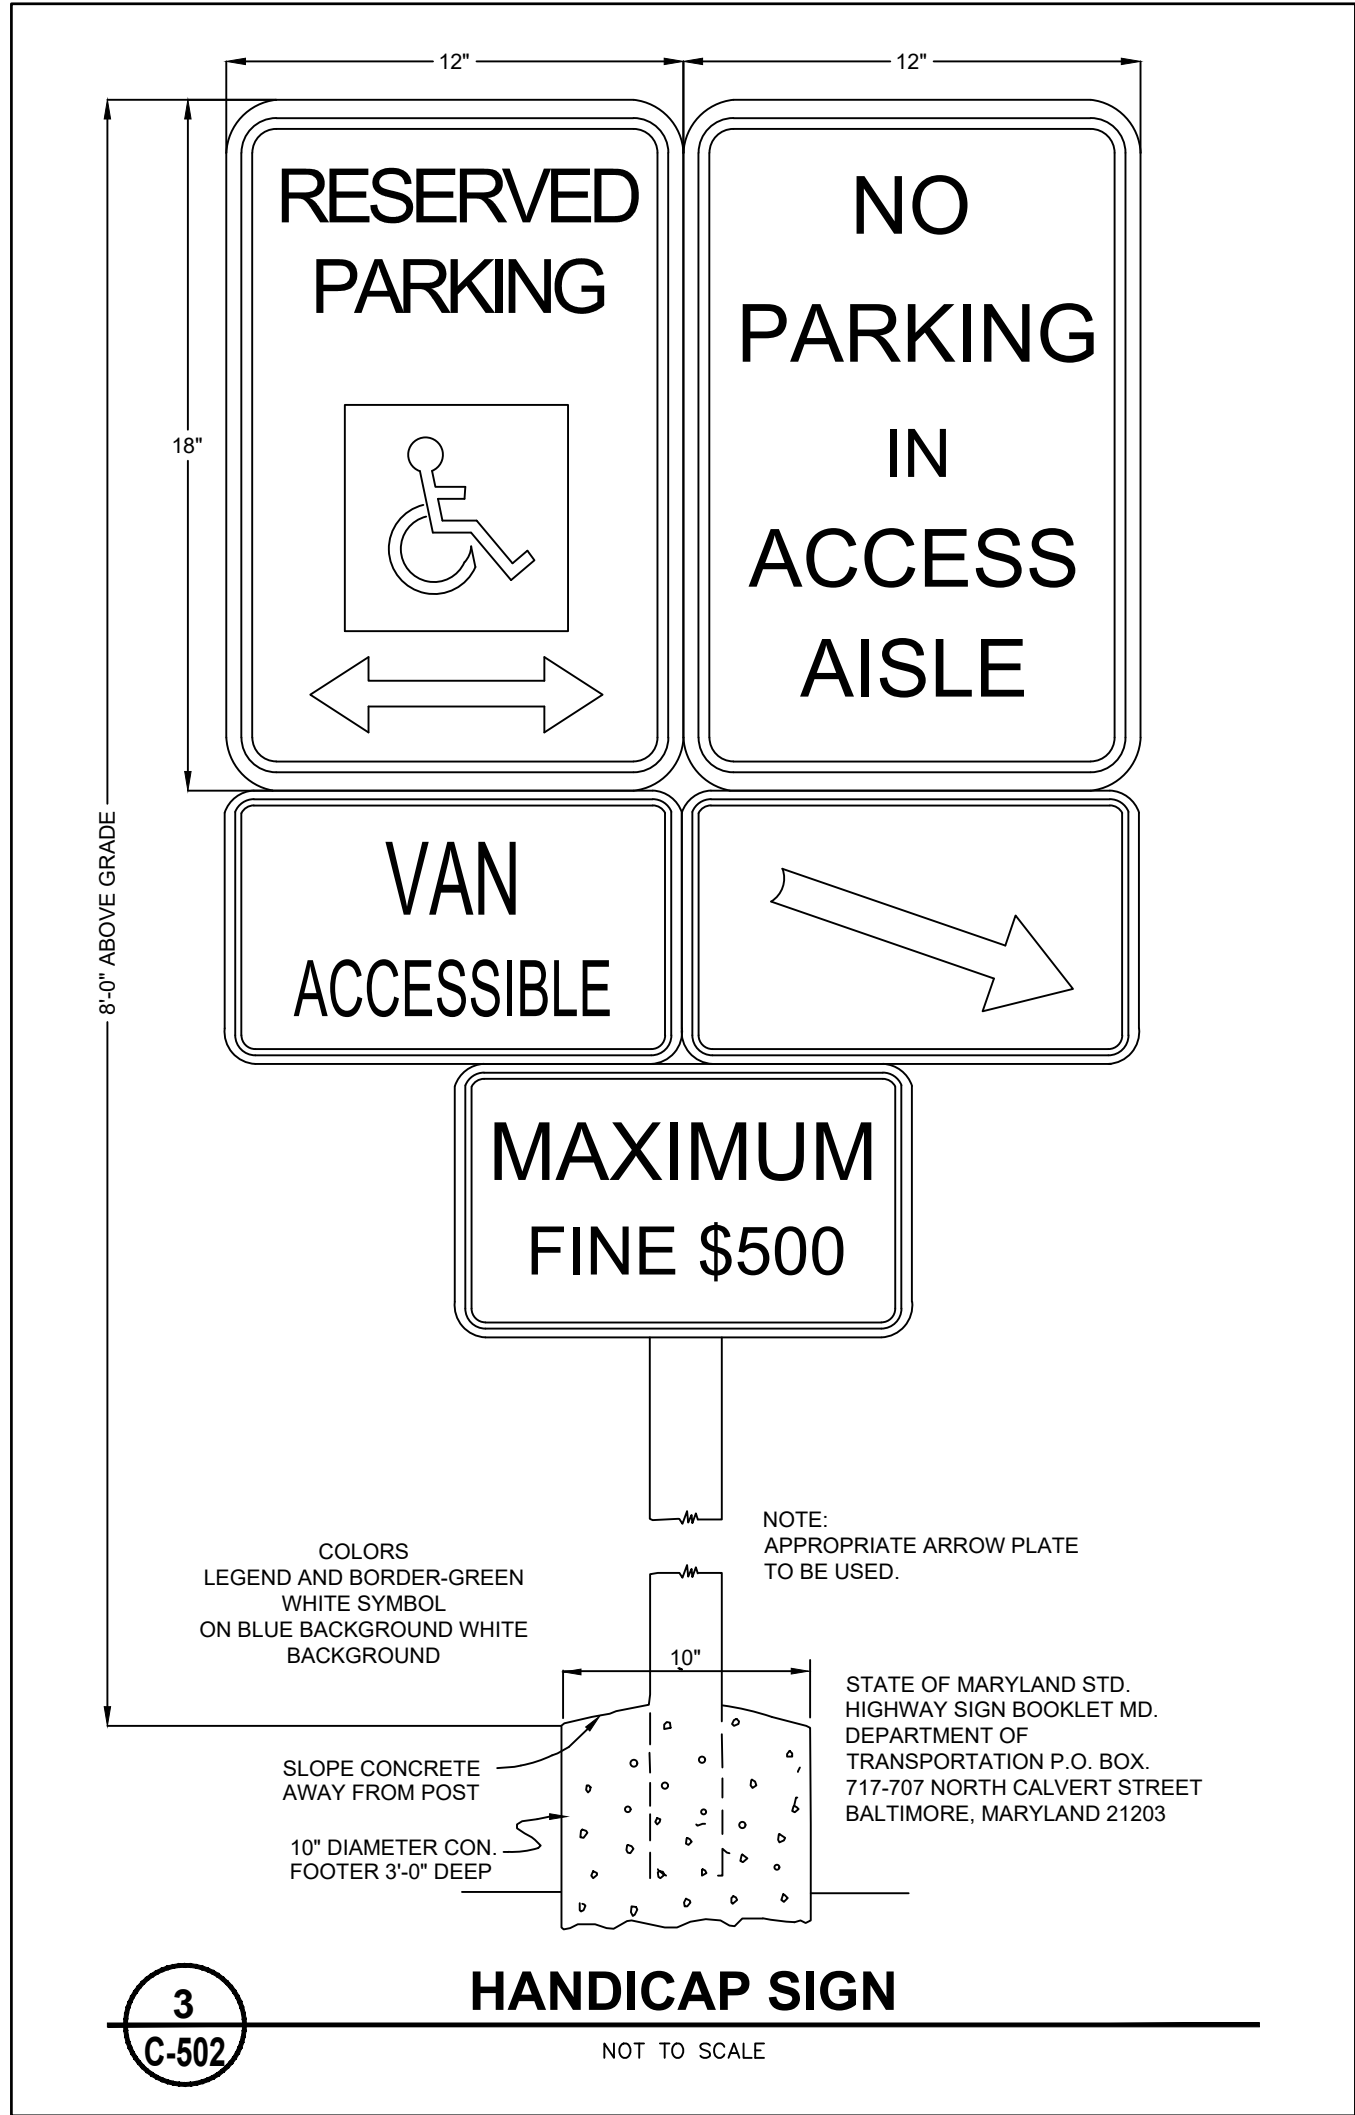 12"
12"
RESERVED
PARKING
NO
PARKING
IN
ACCESS
AISLE
18"
8'-0" ABOVE GRADE
VAN
ACCESSIBLE
MAXIMUM
FINE $500
NOTE:
APPROPRIATE ARROW PLATE
TO BE USED.
COLORS
LEGEND AND BORDER-GREEN
WHITE SYMBOL
ON BLUE BACKGROUND WHITE
BACKGROUND
10"
STATE OF MARYLAND STD.
HIGHWAY SIGN BOOKLET MD.
DEPARTMENT OF
TRANSPORTATION P.O. BOX.
717-707 NORTH CALVERT STREET
BALTIMORE, MARYLAND 21203
SLOPE CONCRETE
AWAY FROM POST
10" DIAMETER CON.
FOOTER 3'-0" DEEP
3
C-502
HANDICAP SIGN
NOT TO SCALE